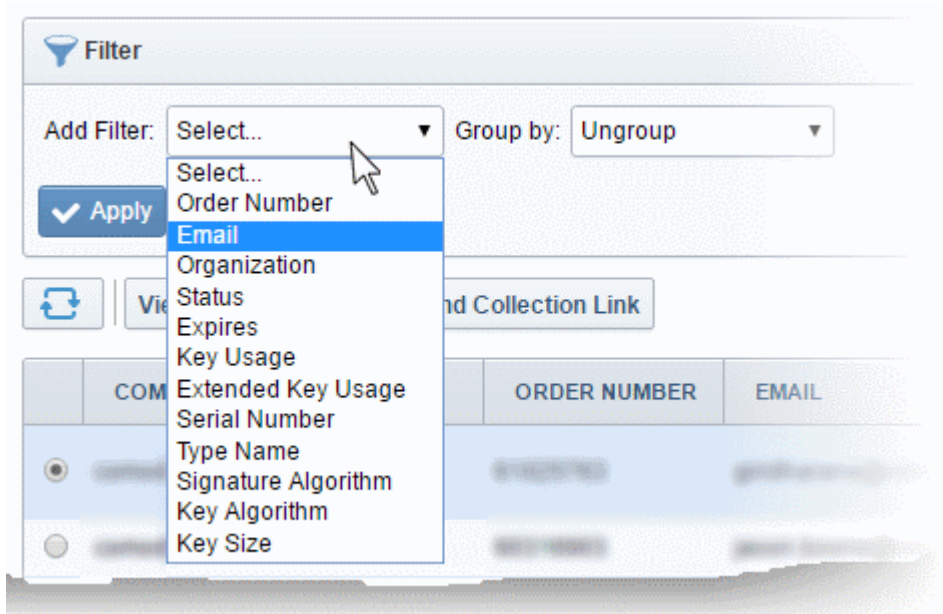 Filter
Add Filter: Select... Group by: Ungroup
Select...
Order Number
Apply
Email
Organization
Status
Collection Link
Expires
Key Usage
Extended Key Usage
ORDER NUMBER EMAIL
Serial Number
Type Name
Signature Algorithm
Key Algorithm
Key Size